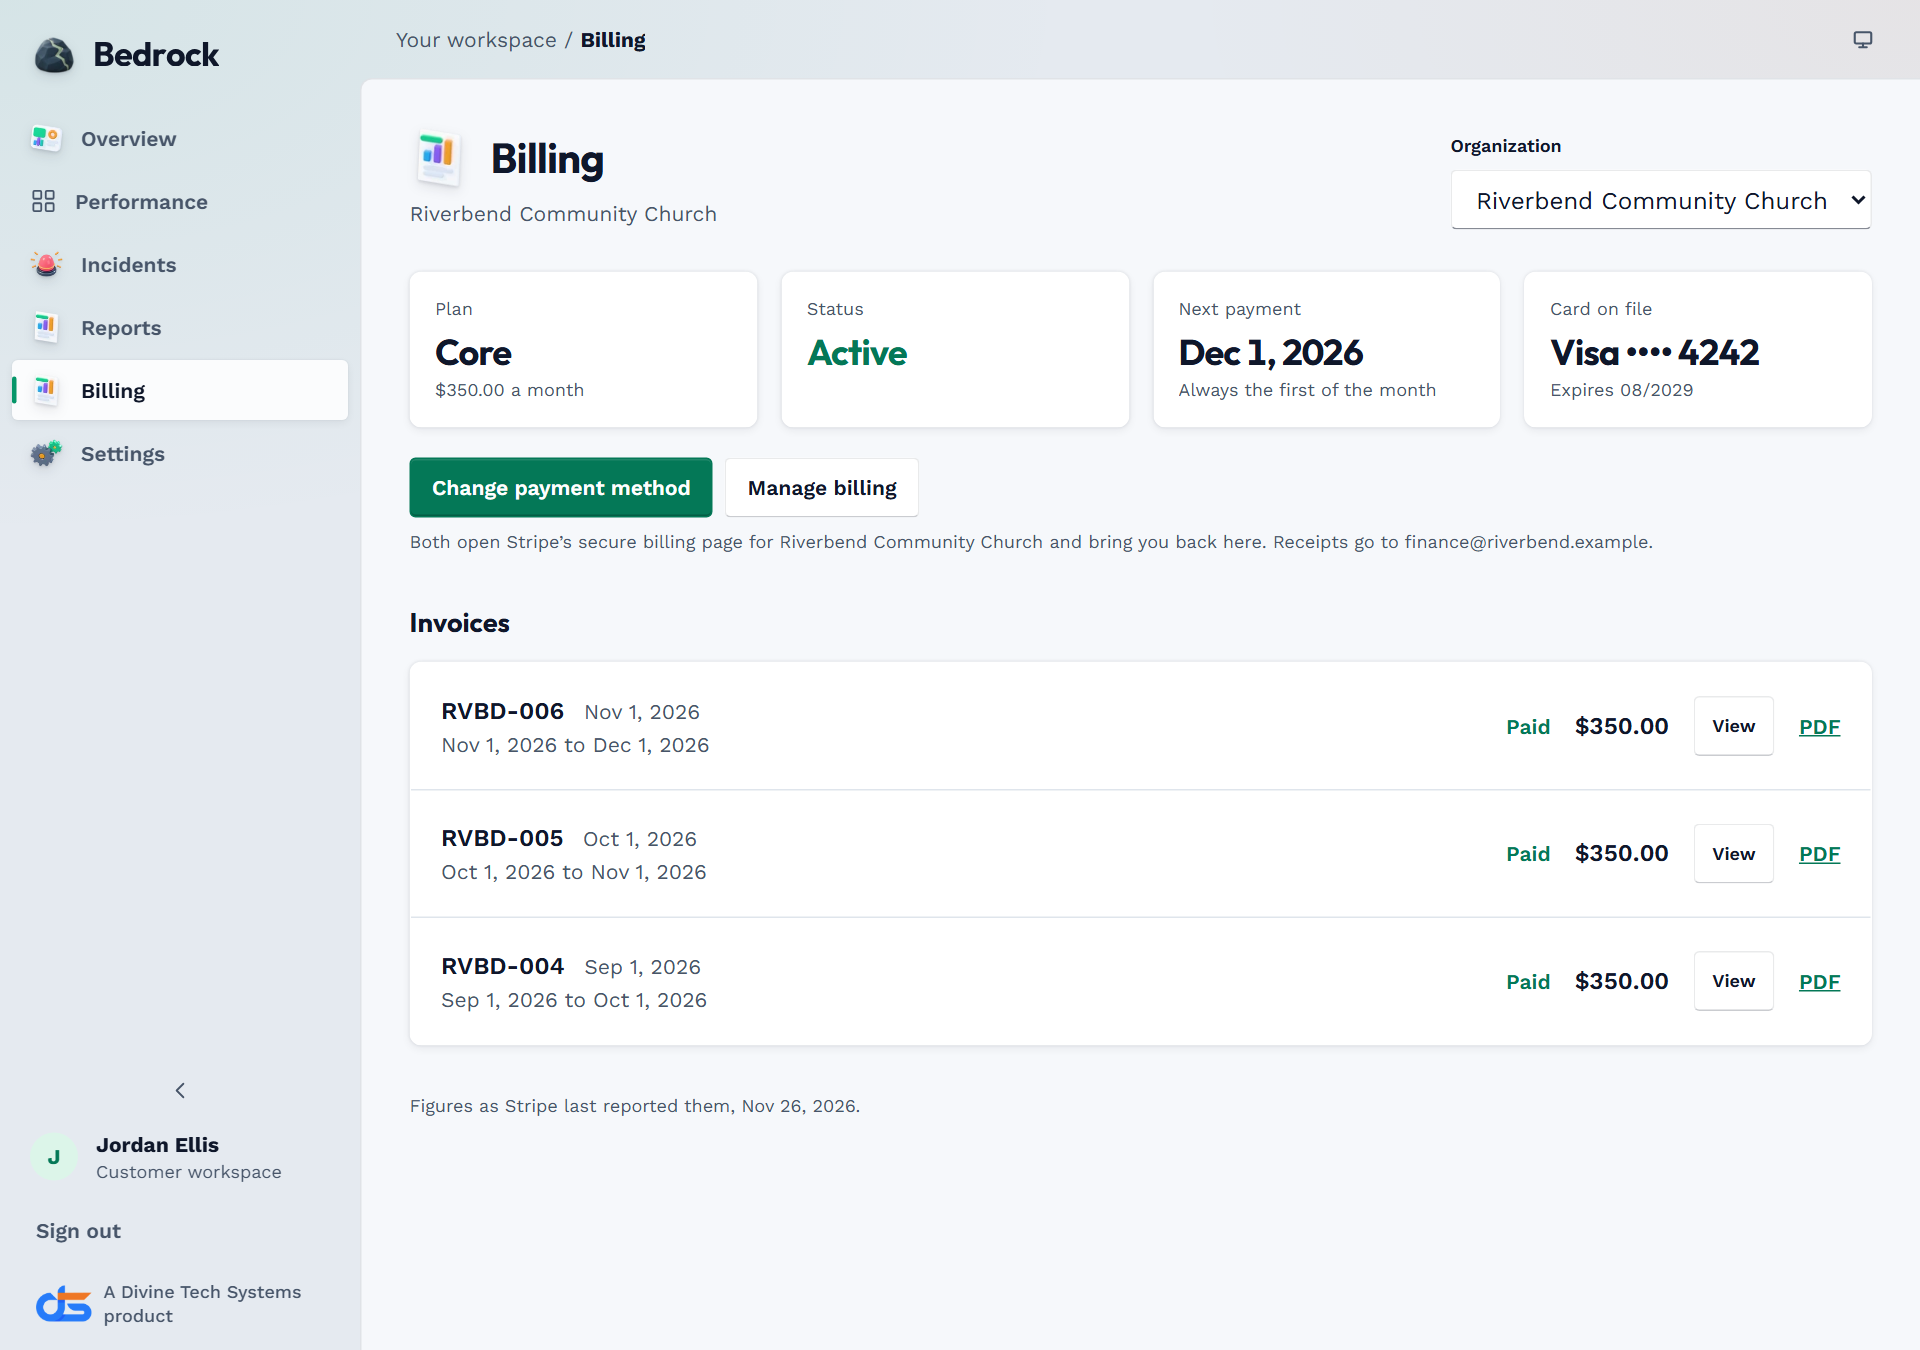 Bedrock
Your workspace / Billing
Overview
Performance
Incidents
Reports
Billing
Settings
Billing
Riverbend Community Church
Organization
Riverbend Community Church
Plan
Core
$350.00 a month
Status
Active
Next payment
Dec 1, 2026
Always the first of the month
Card on file
Visa •••• 4242
Expires 08/2029
Change payment method
Manage billing
Both open Stripe’s secure billing page for Riverbend Community Church and bring you back here. Receipts go to finance@riverbend.example.
Invoices
RVBD-006 Nov 1, 2026
Nov 1, 2026 to Dec 1, 2026
Paid $350.00 View PDF
RVBD-005 Oct 1, 2026
Oct 1, 2026 to Nov 1, 2026
Paid $350.00 View PDF
RVBD-004 Sep 1, 2026
Sep 1, 2026 to Oct 1, 2026
Paid $350.00 View PDF
Figures as Stripe last reported them, Nov 26, 2026.
J
Jordan Ellis
Customer workspace
Sign out
ds
A Divine Tech Systems
product